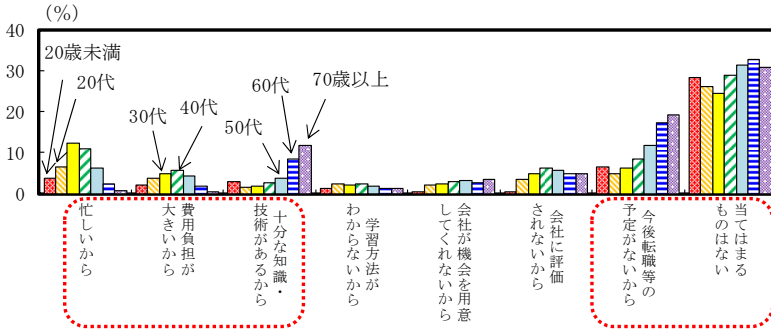 （%）
40
30
20
10
0
20歳未満
20代
30代
40代
50代
60代
70歳以上
忙しいから
費用負担が
大きいから
十分な知識・
技術があるから
学習方法が
わからないから
会社が機会を用意
してくれないから
会社に評価
されないから
今後転職等の
予定がないから
当てはまる
ものはない